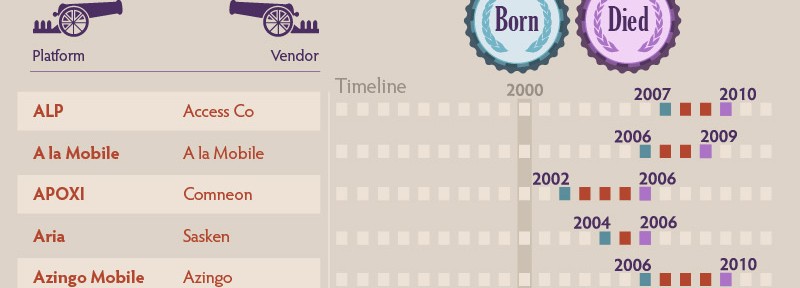 Born Died
Platform Vendor
Timeline 2000
ALP Access Co 2007 2010
A la Mobile A la Mobile 2006 2009
APOXI Comneon 2002 2006
Aria Sasken 2004 2006
Azingo Mobile Azingo 2006 2010